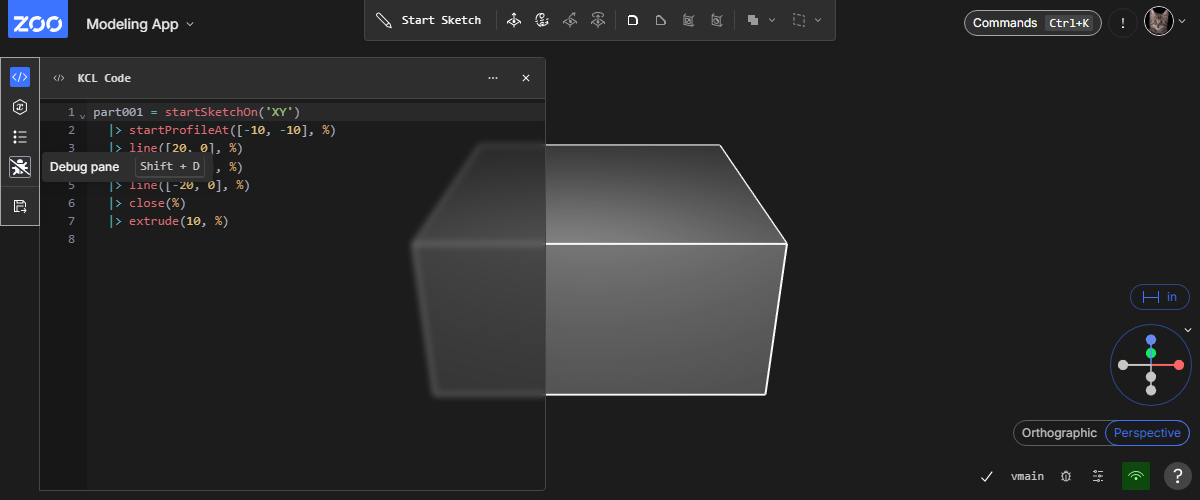 ZOO Modeling App
Start Sketch
Commands Ctrl+K !
</> KCL Code ... ×
1 part001 = startSketchOn('XY')
2 |> startProfileAt([-10, -10], %)
3 |> line([20, 0], %)
Debug pane Shift + D , %)
5 |> line([-20, 0], %)
6 |> close(%)
7 |> extrude(10, %)
8
in
Orthographic Perspective
vmain ?